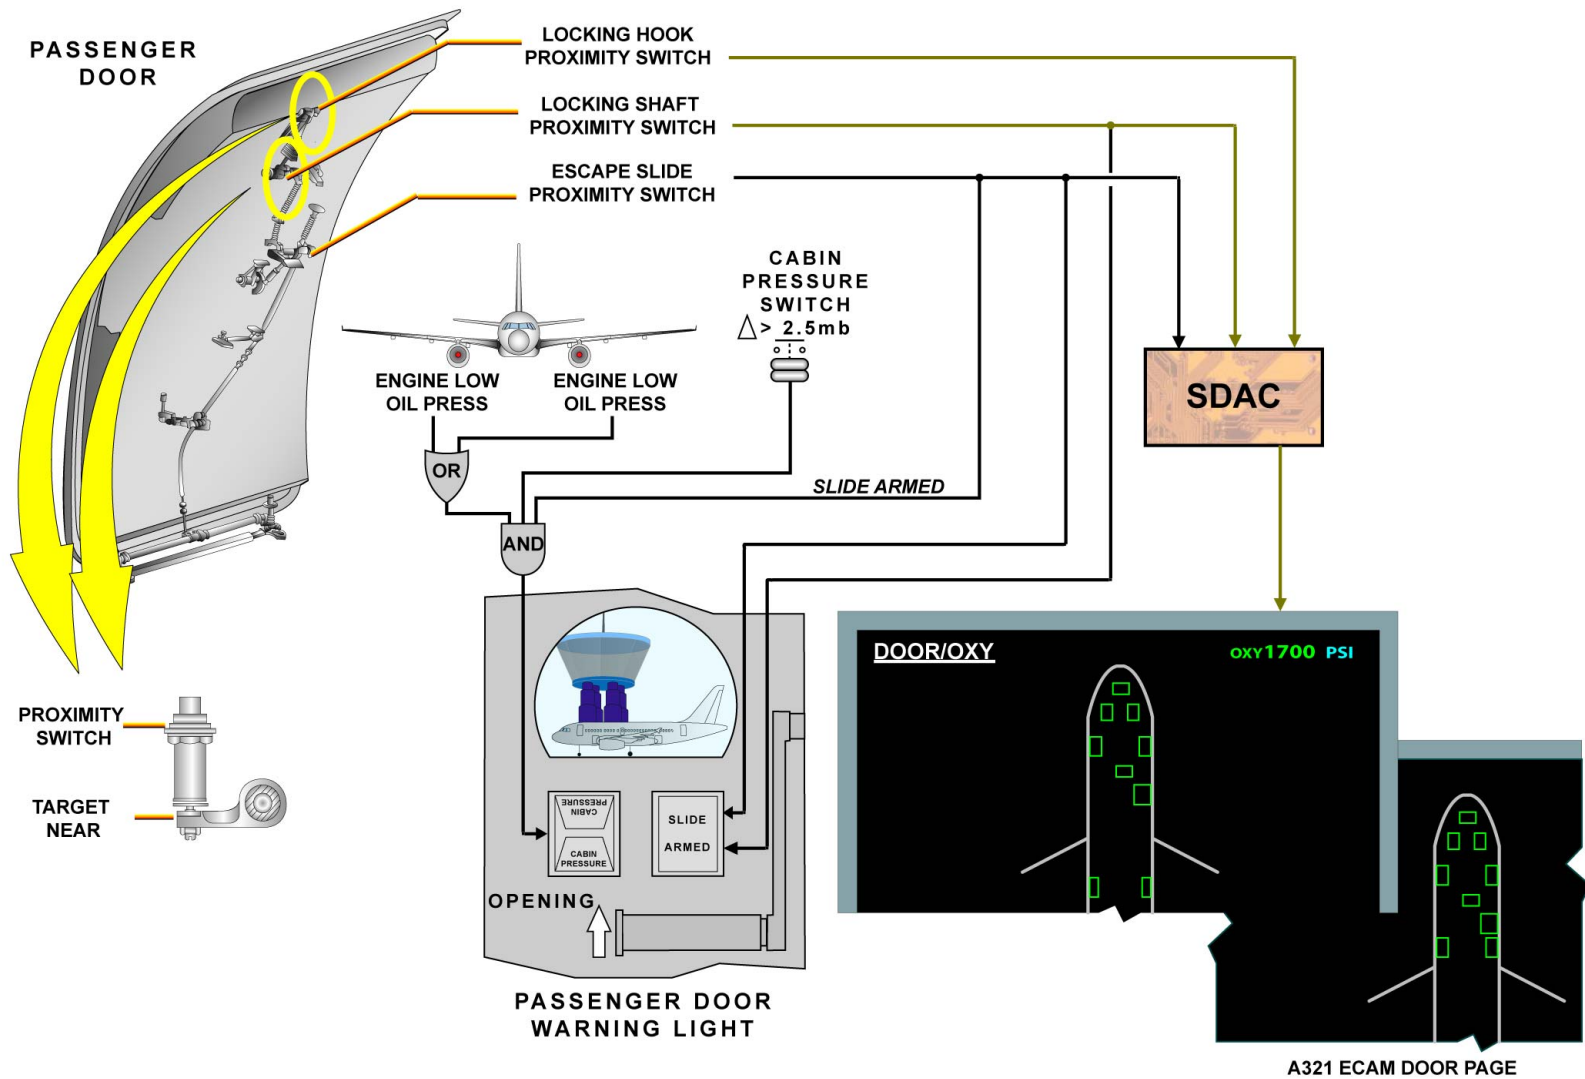 PASSENGER
DOOR
LOCKING HOOK
PROXIMITY SWITCH
LOCKING SHAFT
PROXIMITY SWITCH
ESCAPE SLIDE
PROXIMITY SWITCH
CABIN
PRESSURE
SWITCH
△> 2.5mb
ENGINE LOW
OIL PRESS
ENGINE LOW
OIL PRESS
OR
SLIDE ARMED
AND
SDAC
DOOR/OXY
OXY1700 PSI
PROXIMITY
SWITCH
TARGET
NEAR
CABIN
PRESSURE
CABIN
PRESSURE
SLIDE
ARMED
OPENING
PASSENGER DOOR
WARNING LIGHT
A321 ECAM DOOR PAGE